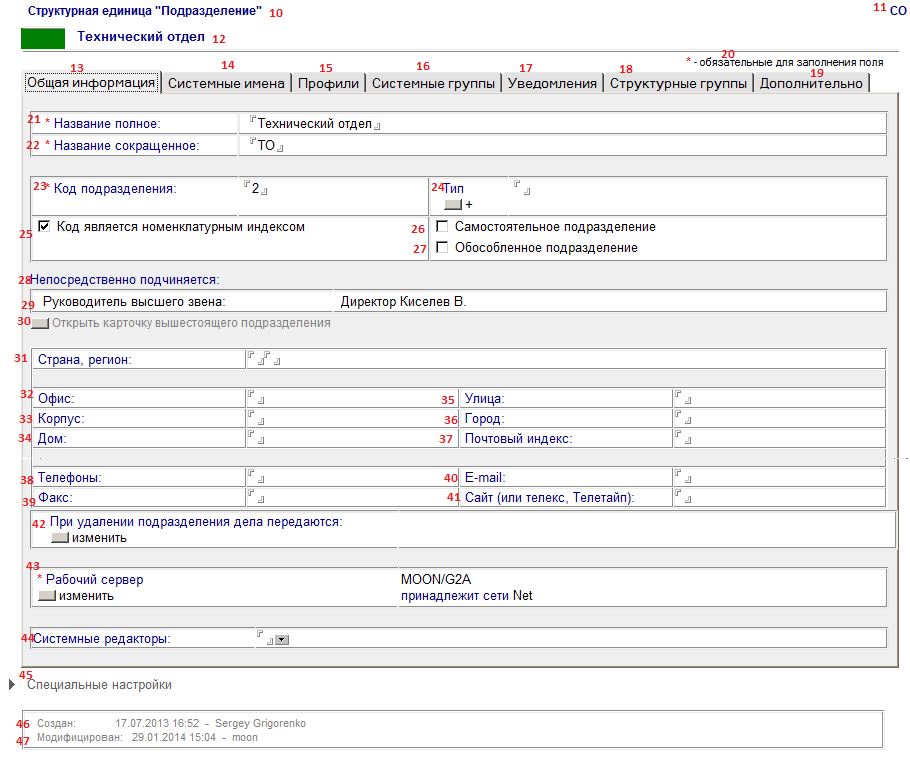 Структурная единица "Подразделение" 10 11 СО
Технический отдел 12
20
* - обязательные для заполнения поля
13 14 15 16 17 18 19
Общая информация Системные имена Профили Системные группы Уведомления Структурные группы Дополнительно
21 * Название полное: Технический отдел
22 * Название сокращенное: ТО
23 * Код подразделения: 2 24 Тип
+
25 Код является номенклатурным индексом 26 Самостоятельное подразделение
27 Обособленное подразделение
28 Непосредственно подчиняется:
29 Руководитель высшего звена: Директор Киселев В.
30 Открыть карточку вышестоящего подразделения
31 Страна, регион:
32 Офис: 35 Улица:
33 Корпус: 36 Город:
34 Дом: 37 Почтовый индекс:
38 Телефоны: 40 E-mail:
39 Факс: 41 Сайт (или телекс, Телетайп):
42 При удалении подразделения дела передаются:
изменить
43
* Рабочий сервер MOON/G2A
изменить принадлежит сети Net
44 Системные редакторы:
45
Специальные настройки
46 Создан: 17.07.2013 16:52 - Sergey Grigorenko
47 Модифицирован: 29.01.2014 15:04 - moon